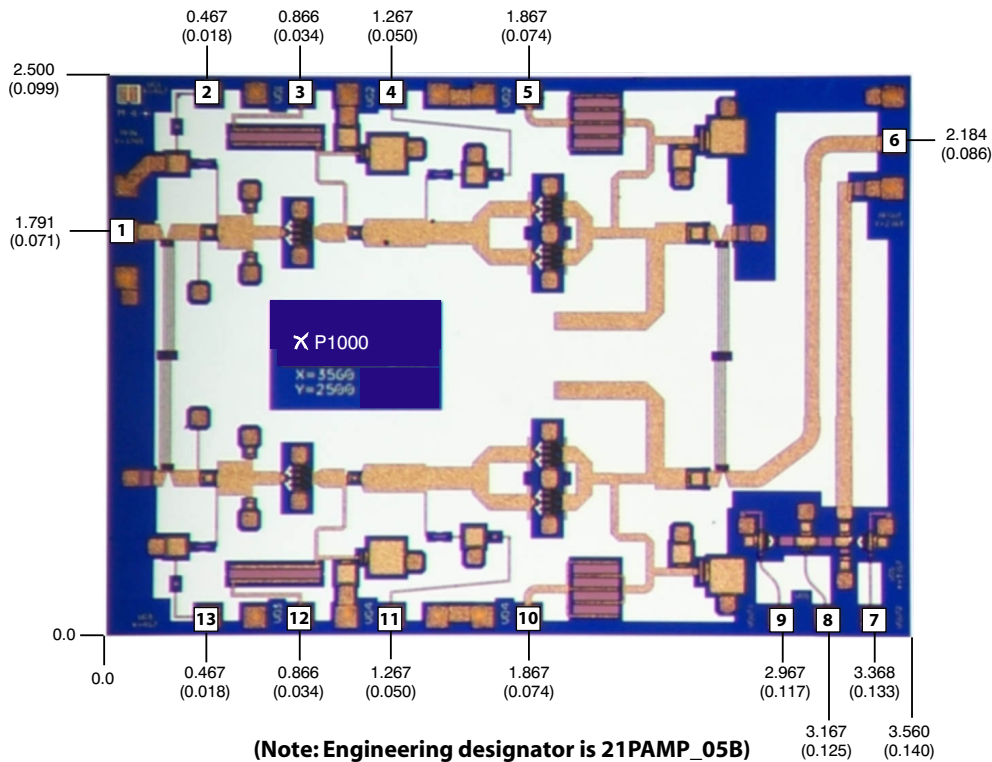 0.467 0.866 1.267 1.867
(0.018) (0.034) (0.050) (0.074)
2.500
(0.099)
2 3 4 5
6 2.184
(0.086)
1.791
(0.071)
1
P1000
X=3560
Y=2500
0.0
13 12 11 10 9 8 7
0.0
0.467 0.866 1.267 1.867 2.967 3.368
(0.018) (0.034) (0.050) (0.074) (0.117) (0.133)
3.167 3.560
(0.125) (0.140)
(Note: Engineering designator is 21PAMP_05B)